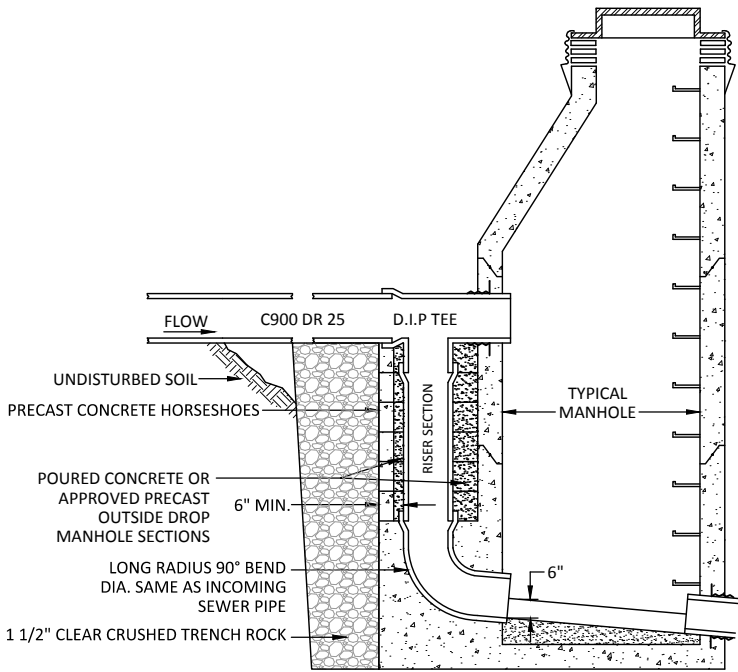 FLOW
C900 DR 25
D.I.P TEE
UNDISTURBED SOIL
PRECAST CONCRETE HORSESHOES
RISER SECTION
TYPICAL
MANHOLE
POURED CONCRETE OR
APPROVED PRECAST
OUTSIDE DROP
MANHOLE SECTIONS
6" MIN.
LONG RADIUS 90° BEND
DIA. SAME AS INCOMING
SEWER PIPE
6"
1 1/2" CLEAR CRUSHED TRENCH ROCK